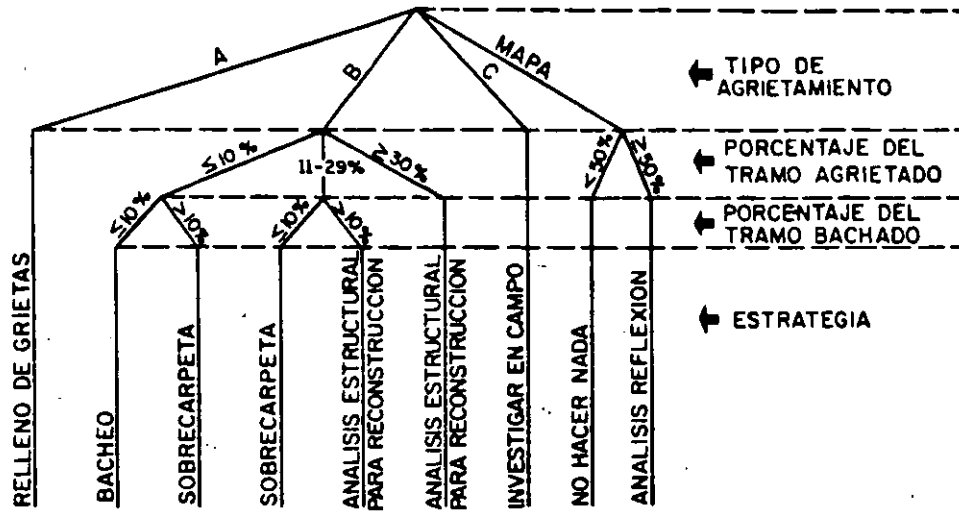 A
B
C
MAPA
TIPO DE
AGRIETAMIENTO
≤10%
11-29%
≥30%
<50%
≥50%
PORCENTAJE DEL
TRAMO AGRIETADO
≤10%
>10%
≤10%
>10%
PORCENTAJE DEL
TRAMO BACHADO
ESTRATEGIA
RELLENO DE GRIETAS
BACHEO
SOBRECARPETA
SOBRECARPETA
ANALISIS ESTRUCTURAL
PARA RECONSTRUCCION
ANALISIS ESTRUCTURAL
PARA RECONSTRUCCION
INVESTIGAR EN CAMPO
NO HACER NADA
ANALISIS REFLEXION